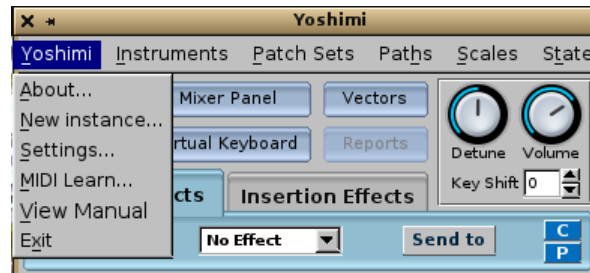 Yoshimi
Yoshimi Instruments Patch Sets Paths Scales State
About...
New instance...
Settings...
MIDI Learn...
View Manual
Exit
Mixer Panel Vectors
rtual Keyboard Reports
Detune Volume
Key Shift 0
cts Insertion Effects
No Effect Send to C
P